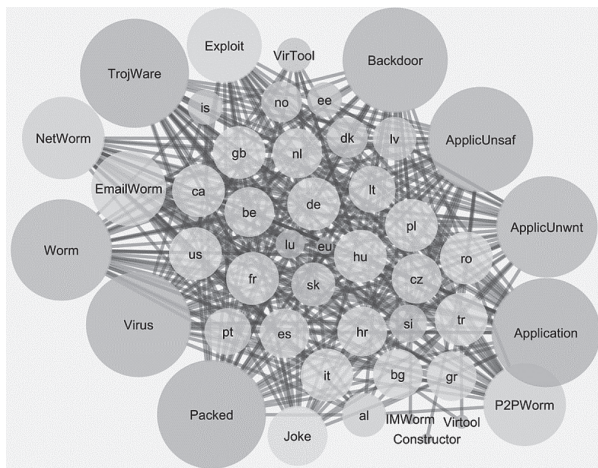 Exploit
VirTool
Backdoor
TrojWare
is
no
ee
NetWorm
gb
nl
dk
lv
ApplicUnsaf
EmailWorm
ca
be
de
lt
pl
ApplicUnwnt
Worm
us
lu
eu
hu
ro
fr
sk
cz
Virus
pt
es
hr
si
tr
Application
it
bg
gr
Packed
al
IMWorm
Virtool
P2PWorm
Joke
Constructor